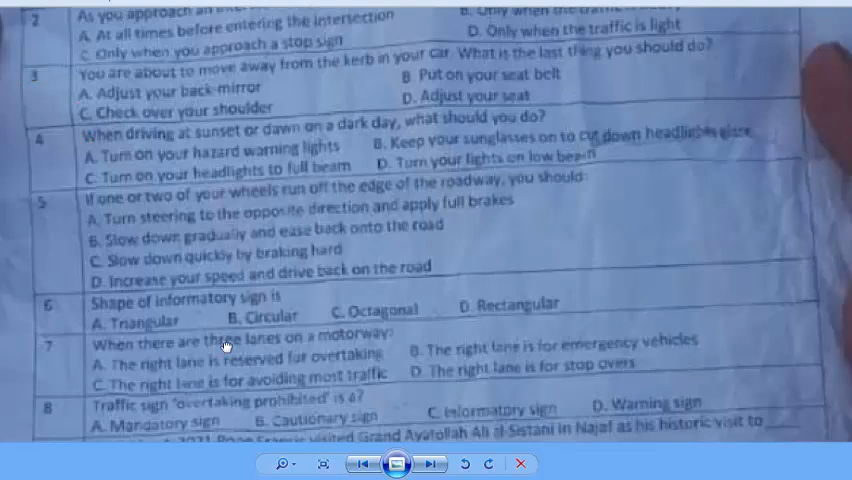 2 As you approach an
A. At all times before entering the intersection
D. Only when the traffic is light
C. Only when you approach a stop sign
3 You are about to move away from the kerb in your car. What is the last thing you should do?
A. Adjust your back-mirror B. Put on your seat belt
C. Check over your shoulder D. Adjust your seat
4 When driving at sunset or dawn on a dark day, what should you do?
A. Turn on your hazard warning lights B. Keep your sunglasses on to cut down headlights glare
C. Turn on your headlights to full beam D. Turn your lights on low beam
5 If one or two of your wheels run off the edge of the roadway, you should:
A. Turn steering to the opposite direction and apply full brakes
B. Slow down gradually and ease back onto the road
C. Slow down quickly by braking hard
D. Increase your speed and drive back on the road
6 Shape of informatory sign is
A. Triangular B. Circular C. Octagonal D. Rectangular
7 When there are three lanes on a motorway:
A. The right lane is reserved for overtaking B. The right lane is for emergency vehicles
C. The right lane is for avoiding most traffic D. The right lane is for stop overs
8 Traffic sign 'overtaking prohibited' is a?
A. Mandatory sign B. Cautionary sign C. Informatory sign D. Warning sign
2021 Pope Francis visited Grand Ayatollah Ali al-Sistani in Najaf as his historic visit to